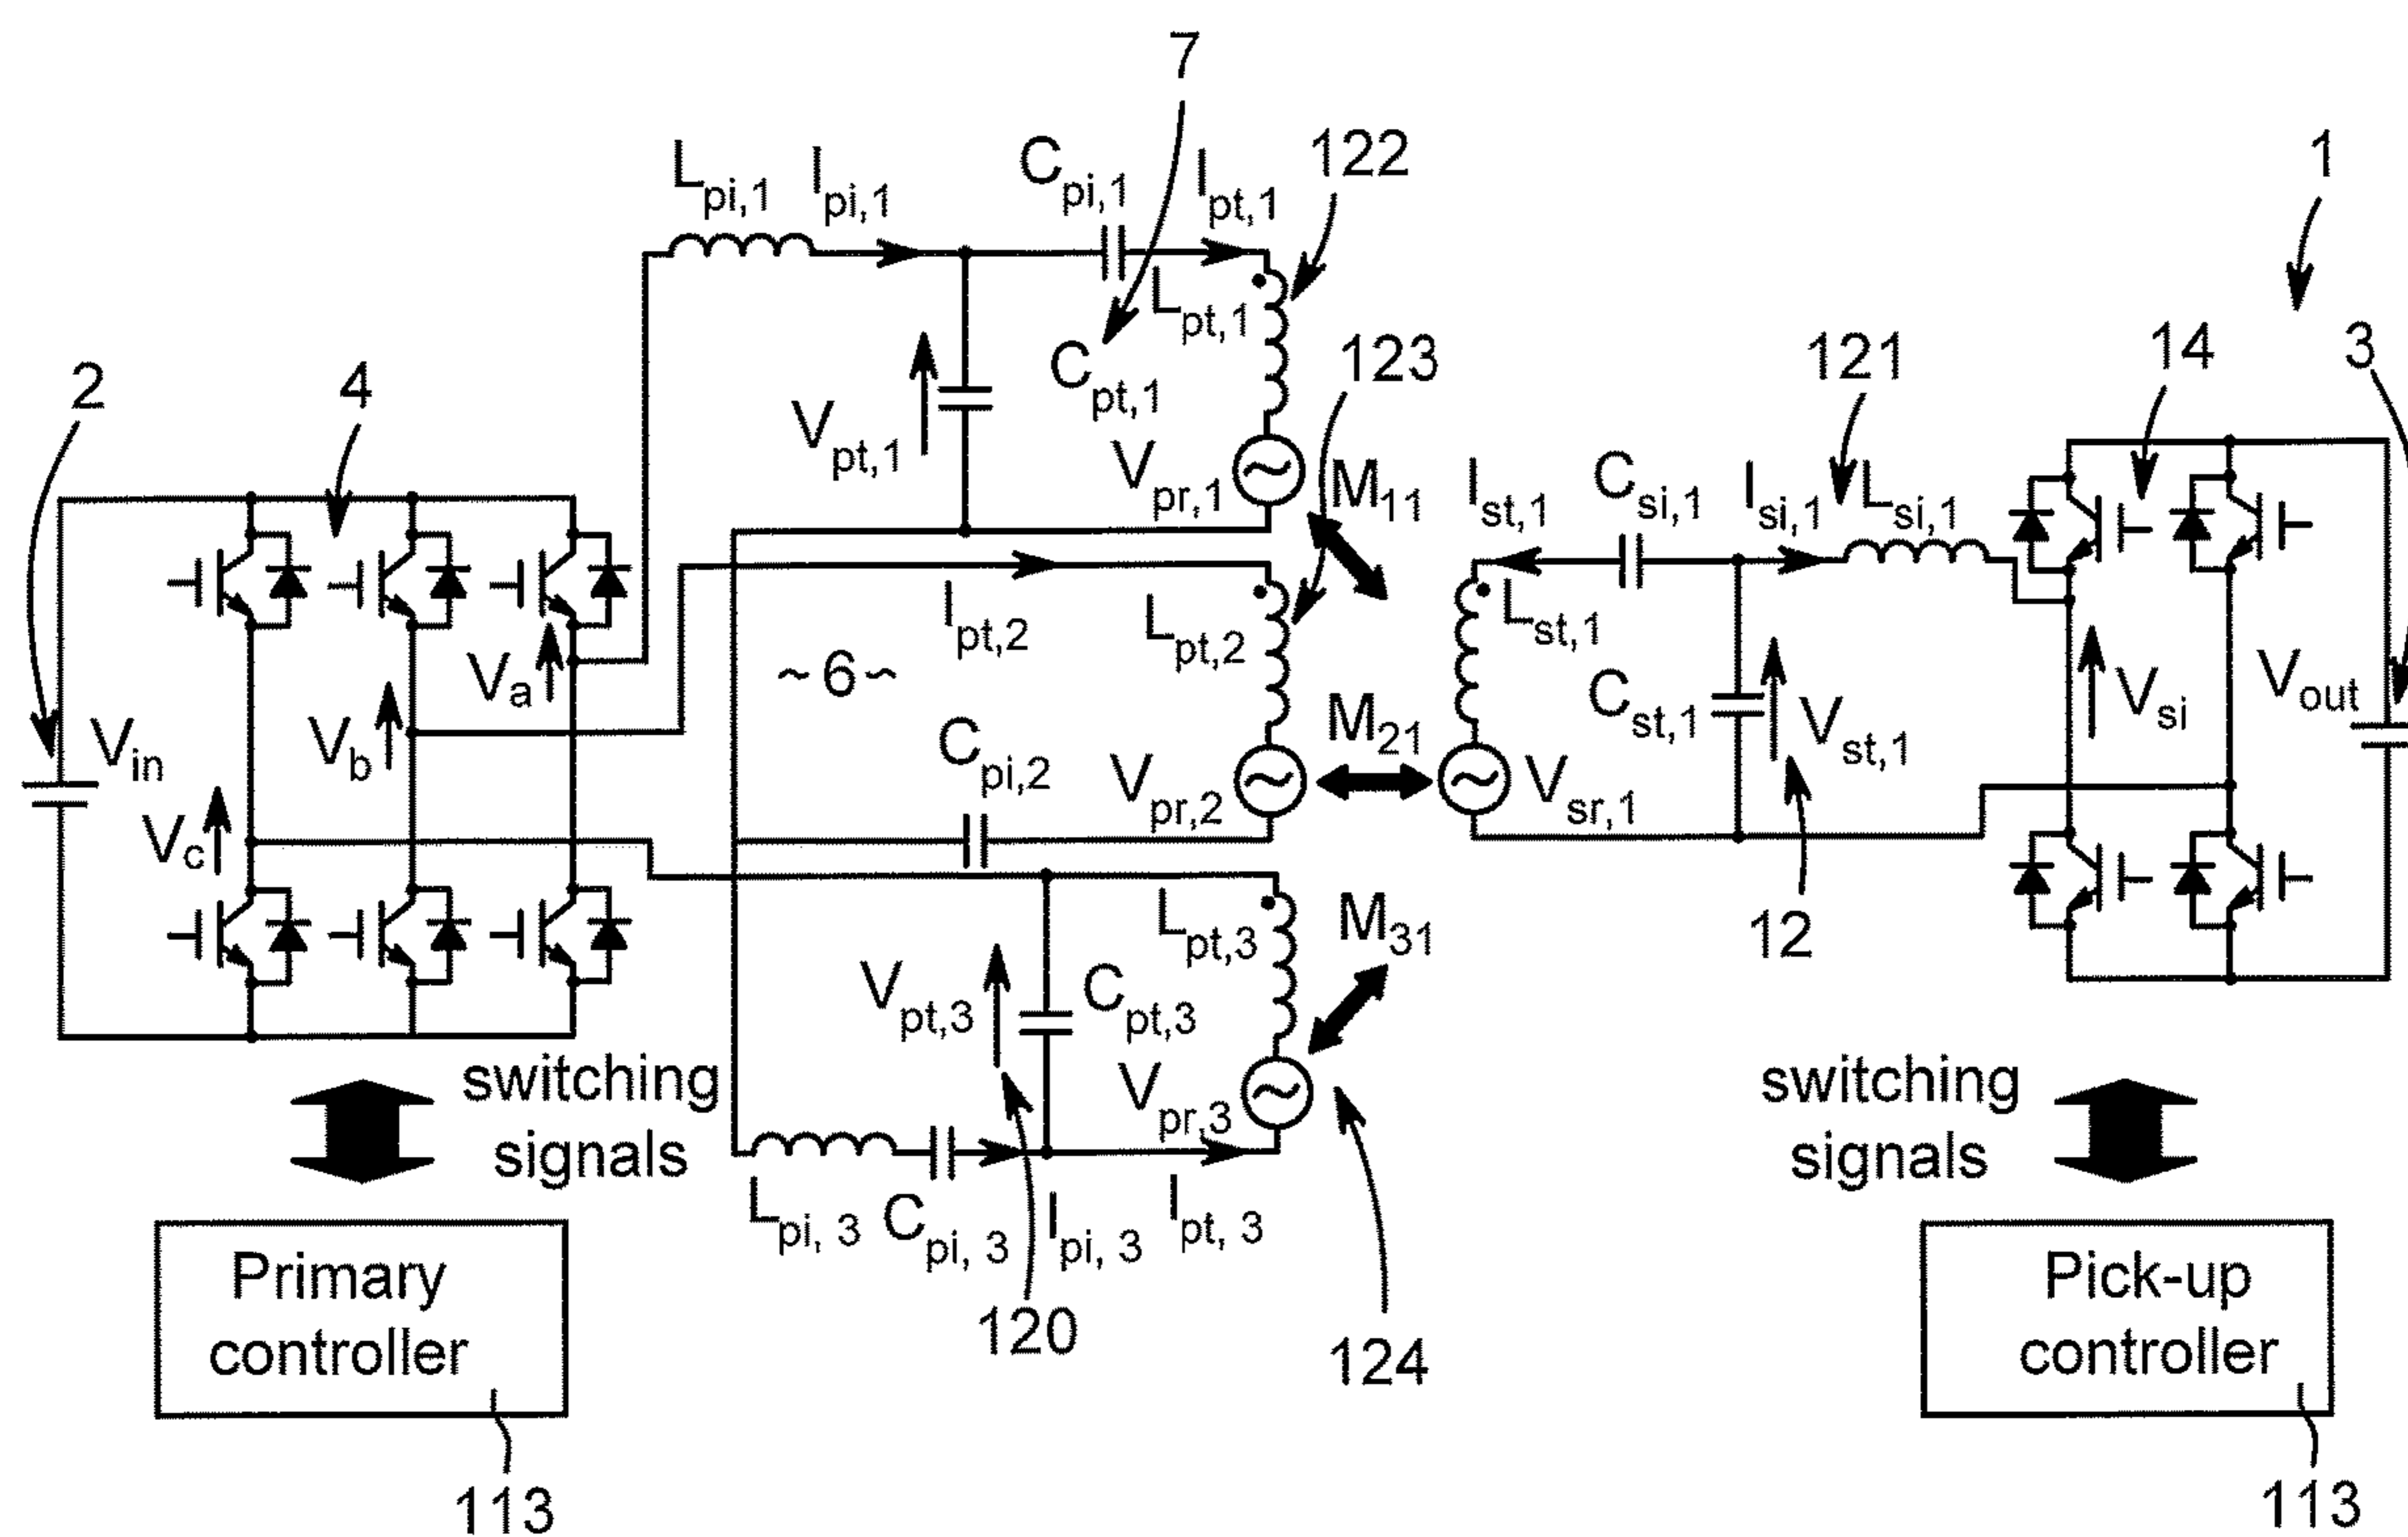 7
L_pi,1 I_pi,1 C_pi,1 I_pt,1 122
1
L_pt,1
C_pt,1 123
2 4 121 14 3
V_pt,1
V_pr,1 M_11 I_st,1 C_si,1 I_si,1 L_si,1
I_pt,2 L_pt,2 L_st,1
V_a ~6~ C_st,1 V_st,1 V_si V_out
V_in V_b M_21
C_pi,2 V_pr,2 V_sr,1
V_c
L_pt,3 M_31 12
V_pt,3 C_pt,3
V_pr,3
switching
signals
switching
signals
L_pi, 3 C_pi, 3 I_pi, 3 I_pt, 3
120 124
Primary
controller
113
Pick-up
controller
113